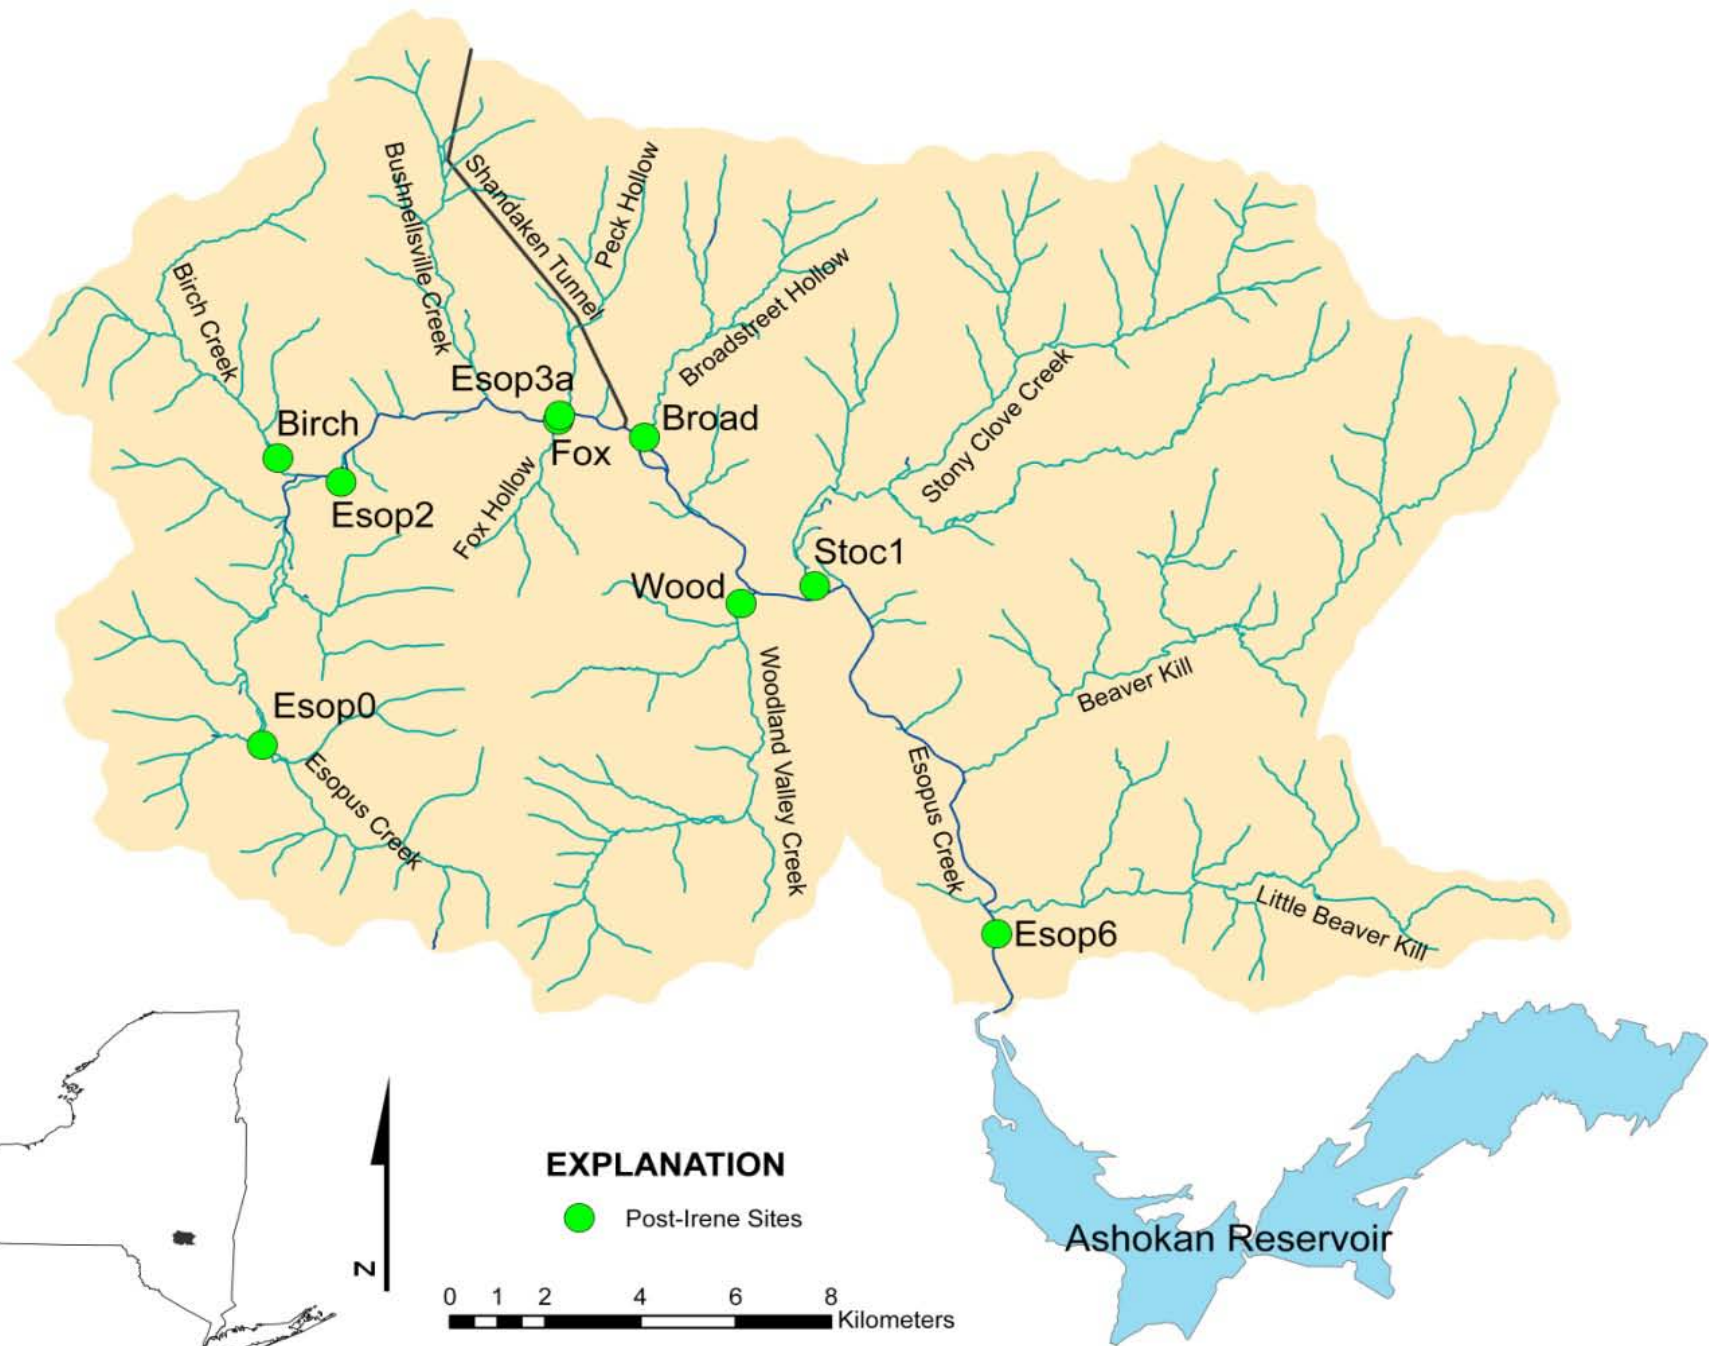 Shandaken Tunnel
Bushnellsville Creek
Peck Hollow
Birch Creek
Broadstreet Hollow
Stony Clove Creek
Esop3a
Birch
Broad
Fox
Esop2
Fox Hollow
Stoc1
Wood
Woodland Valley Creek
Beaver Kill
Esop0
Esopus Creek
Esopus Creek
Little Beaver Kill
Esop6
EXPLANATION
Post-Irene Sites
Ashokan Reservoir
N
0 1 2 4 6 8
Kilometers